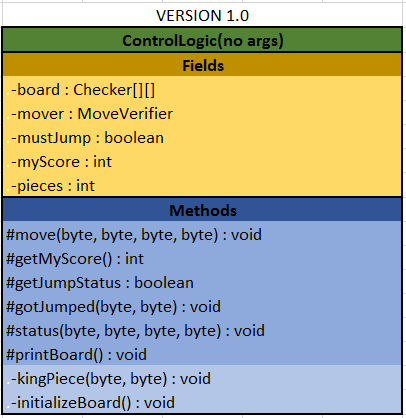 VERSION 1.0
ControlLogic(no args)
Fields
.-board : Checker[][]
.-mover : MoveVerifier
.-mustJump : boolean
.-myScore : int
.-pieces : int
Methods
#move(byte, byte, byte, byte) : void
#getMyScore() : int
#getJumpStatus : boolean
#gotJumped(byte, byte) : void
#status(byte, byte, byte, byte) : void
#printBoard() : void
.-kingPiece(byte, byte) : void
.-initializeBoard() : void